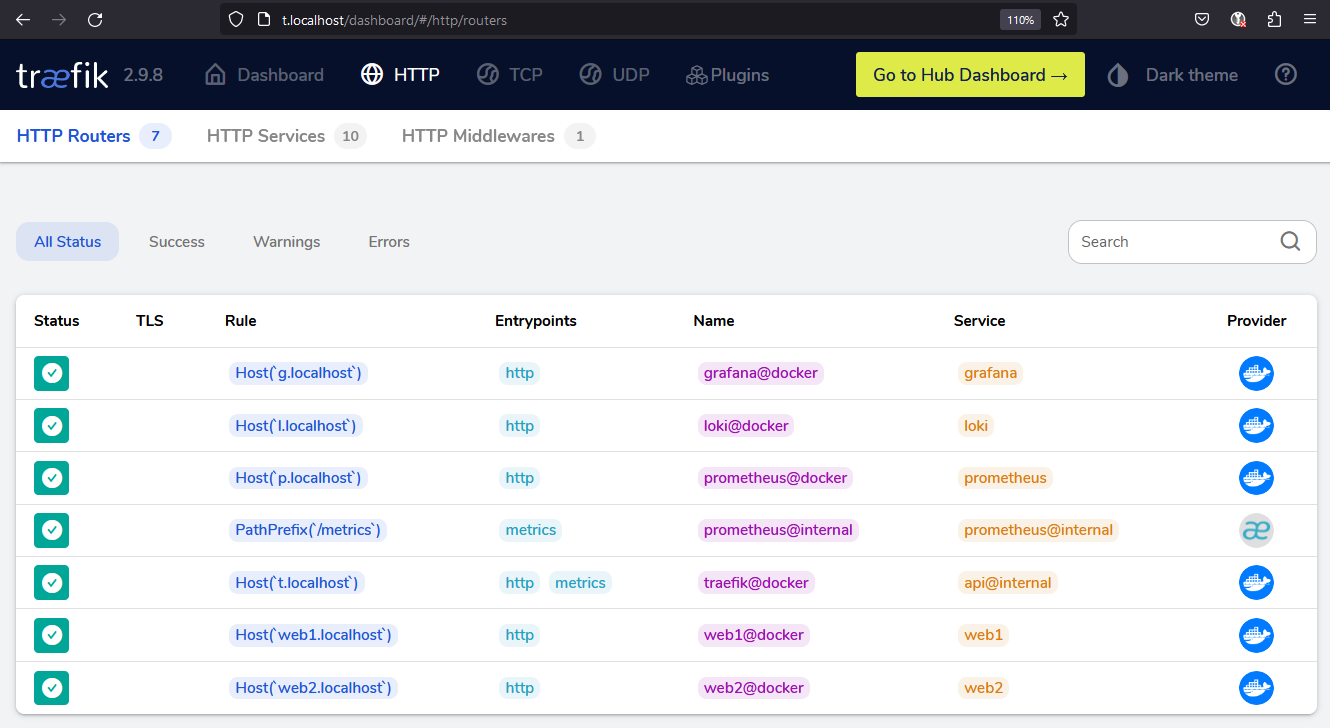 t.localhost/dashboard/#/http/routers 110%
træfik 2.9.8 Dashboard HTTP TCP UDP Plugins Go to Hub Dashboard → Dark theme ?
HTTP Routers 7 HTTP Services 10 HTTP Middlewares 1
All Status Success Warnings Errors Search
Status TLS Rule Entrypoints Name Service Provider
Host(`g.localhost`) http grafana@docker grafana
Host(`l.localhost`) http loki@docker loki
Host(`p.localhost`) http prometheus@docker prometheus
PathPrefix(`/metrics`) metrics prometheus@internal prometheus@internal æ
Host(`t.localhost`) http metrics traefik@docker api@internal
Host(`web1.localhost`) http web1@docker web1
Host(`web2.localhost`) http web2@docker web2